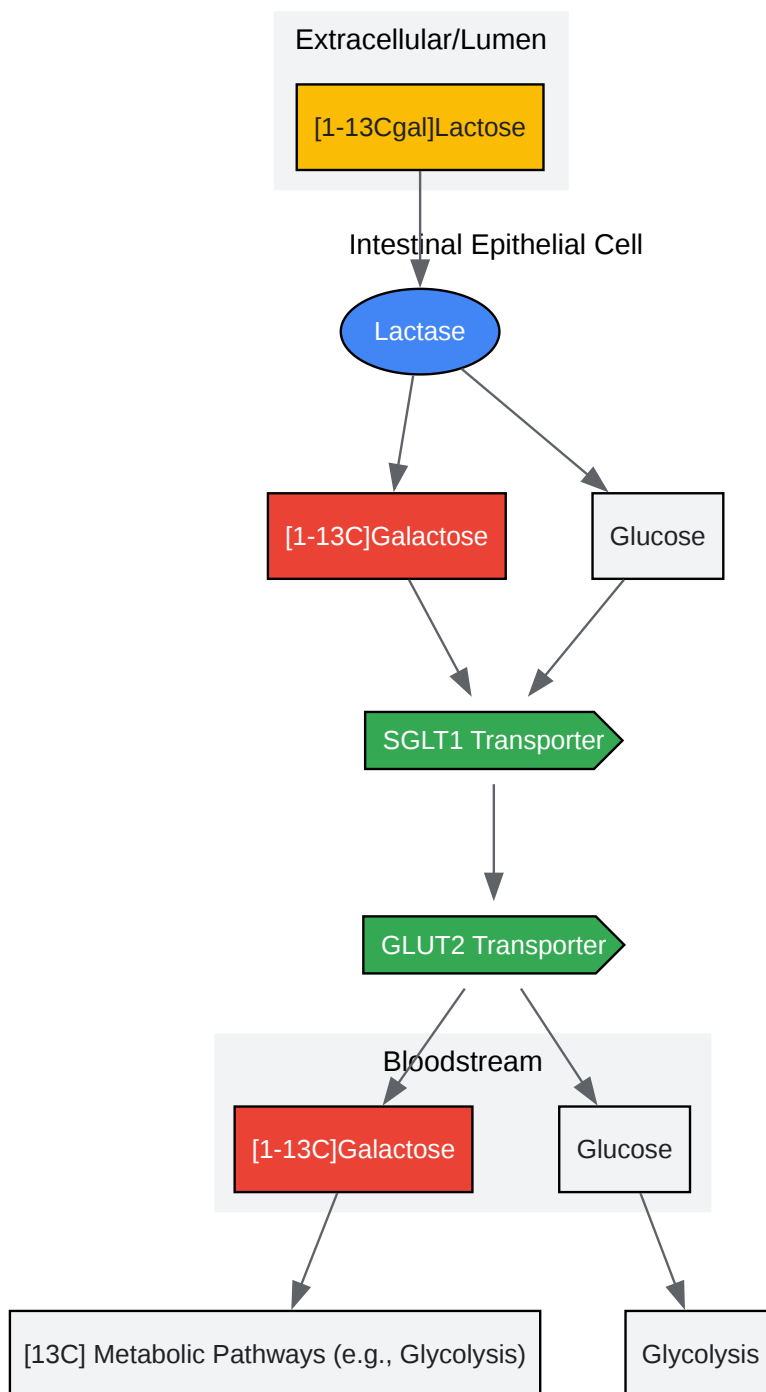 Extracellular/Lumen
[1-13Cgal]Lactose
Intestinal Epithelial Cell
Lactase
[1-13C]Galactose
Glucose
SGLT1 Transporter
GLUT2 Transporter
Bloodstream
[1-13C]Galactose
Glucose
[13C] Metabolic Pathways (e.g., Glycolysis)
Glycolysis